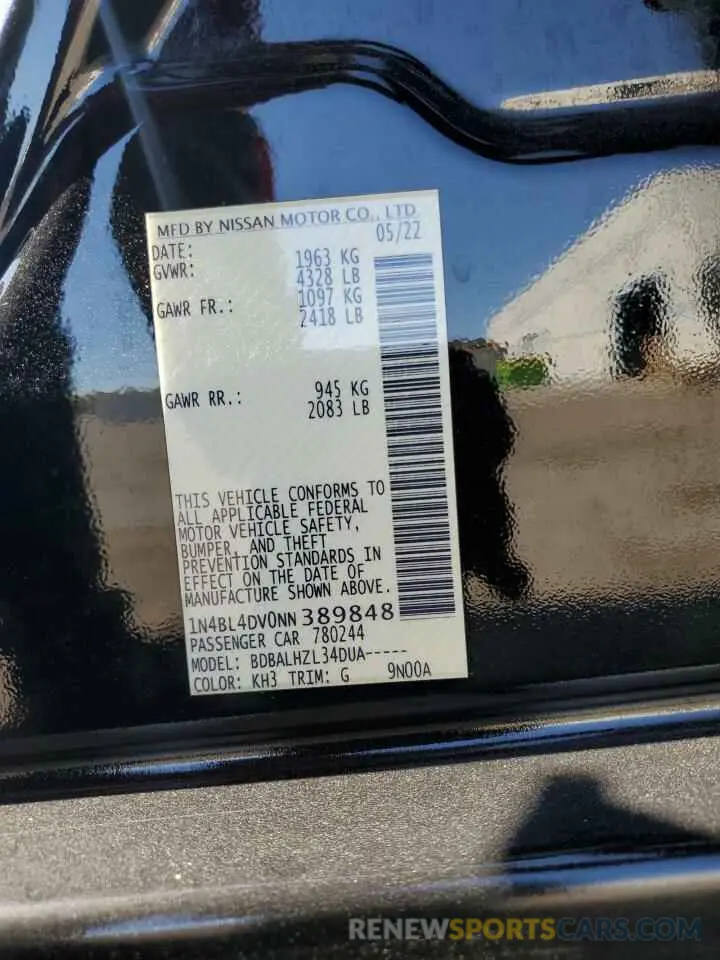 MFD BY NISSAN MOTOR CO., LTD
DATE: 05/22
GVWR: 1963 KG
4328 LB
GAWR FR.: 1097 KG
2418 LB
GAWR RR.: 945 KG
2083 LB
THIS VEHICLE CONFORMS TO
ALL APPLICABLE FEDERAL
MOTOR VEHICLE SAFETY,
BUMPER, AND THEFT
PREVENTION STANDARDS IN
EFFECT ON THE DATE OF
MANUFACTURE SHOWN ABOVE.
1N4BL4DV0NN389848
PASSENGER CAR 780244
MODEL: BDBALHZL34DUA-----
COLOR: KH3 TRIM: G 9N00A
RENEWSPORTSCARS.COM